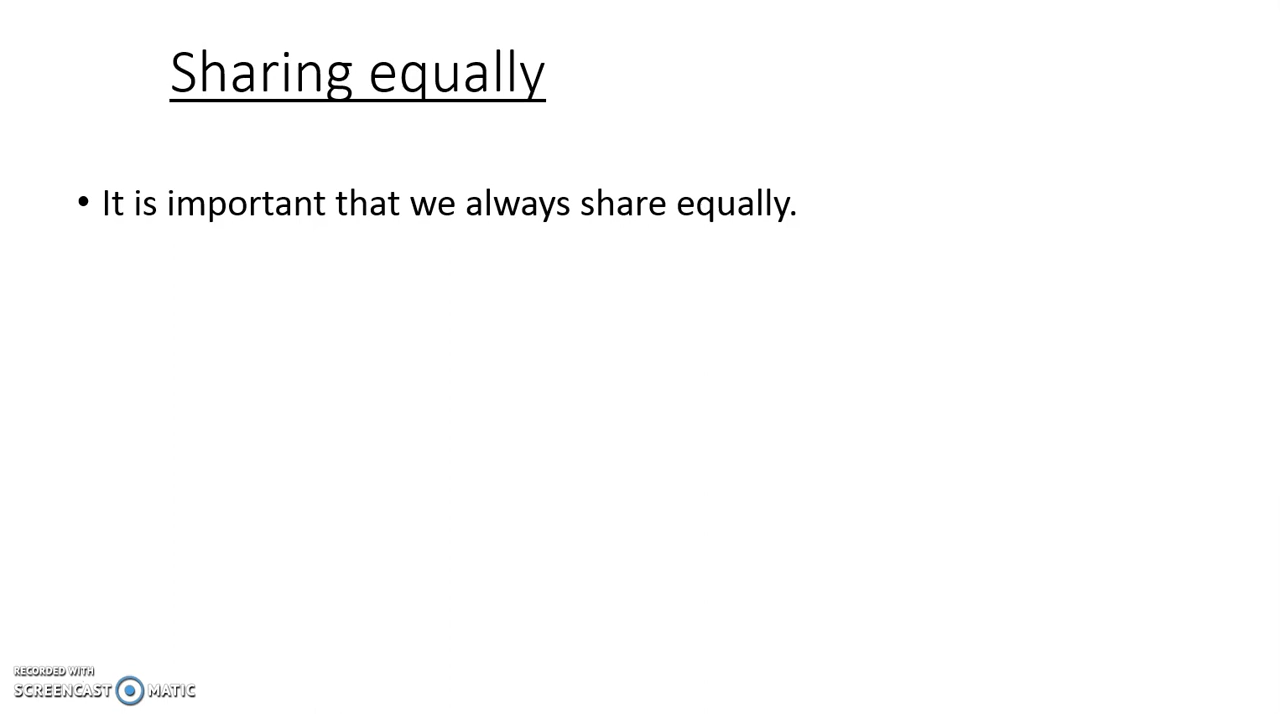 Sharing equally
• It is important that we always share equally.
RECORDED WITH
SCREENCAST MATIC